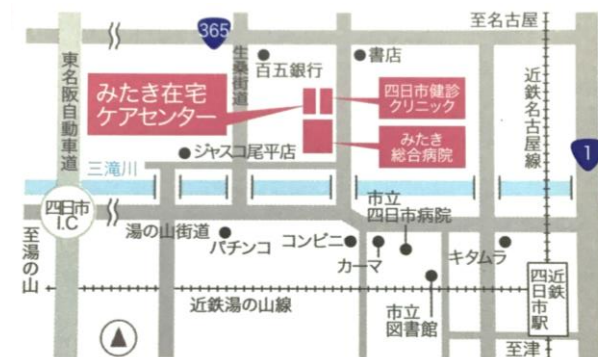 至名古屋
365
生桑街道
百五銀行
書店
東名阪自動車道
みたき在宅
ケアセンター
四日市健診
クリニック
みたき
総合病院
近鉄名古屋線
1
ジャスコ尾平店
三滝川
四日市
I.C
市立
四日市病院
湯の山街道
パチンコ
コンビニ
カーマ
キタムラ
至湯の山
近鉄湯の山線
市立
図書館
近鉄
四日市駅
至津